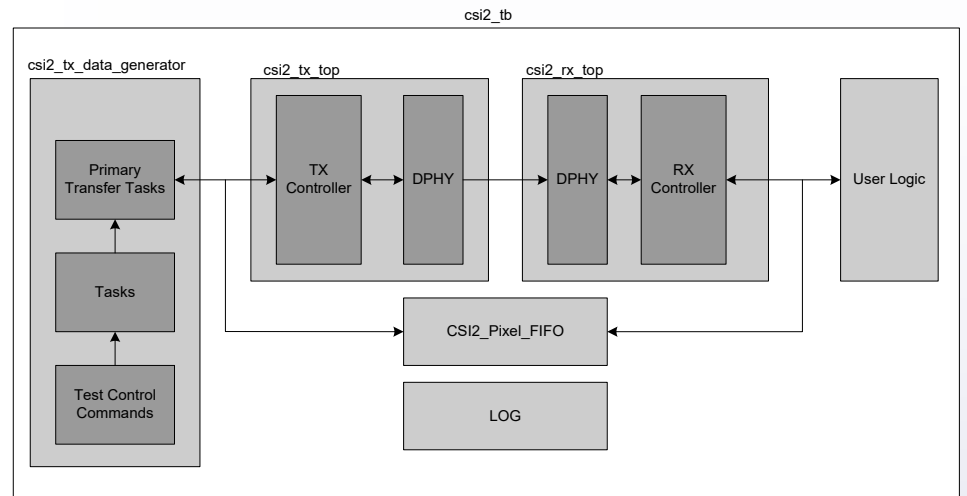 csi2_tb
csi2_tx_data_generator
Primary
Transfer Tasks
Tasks
Test Control
Commands
csi2_tx_top
TX
Controller
DPHY
csi2_rx_top
DPHY
RX
Controller
User Logic
CSI2_Pixel_FIFO
LOG